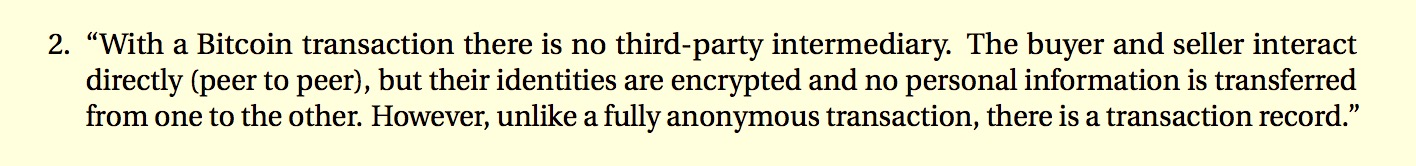 2. “With a Bitcoin transaction there is no third-party intermediary. The buyer and seller interact
directly (peer to peer), but their identities are encrypted and no personal information is transferred
from one to the other. However, unlike a fully anonymous transaction, there is a transaction record.”